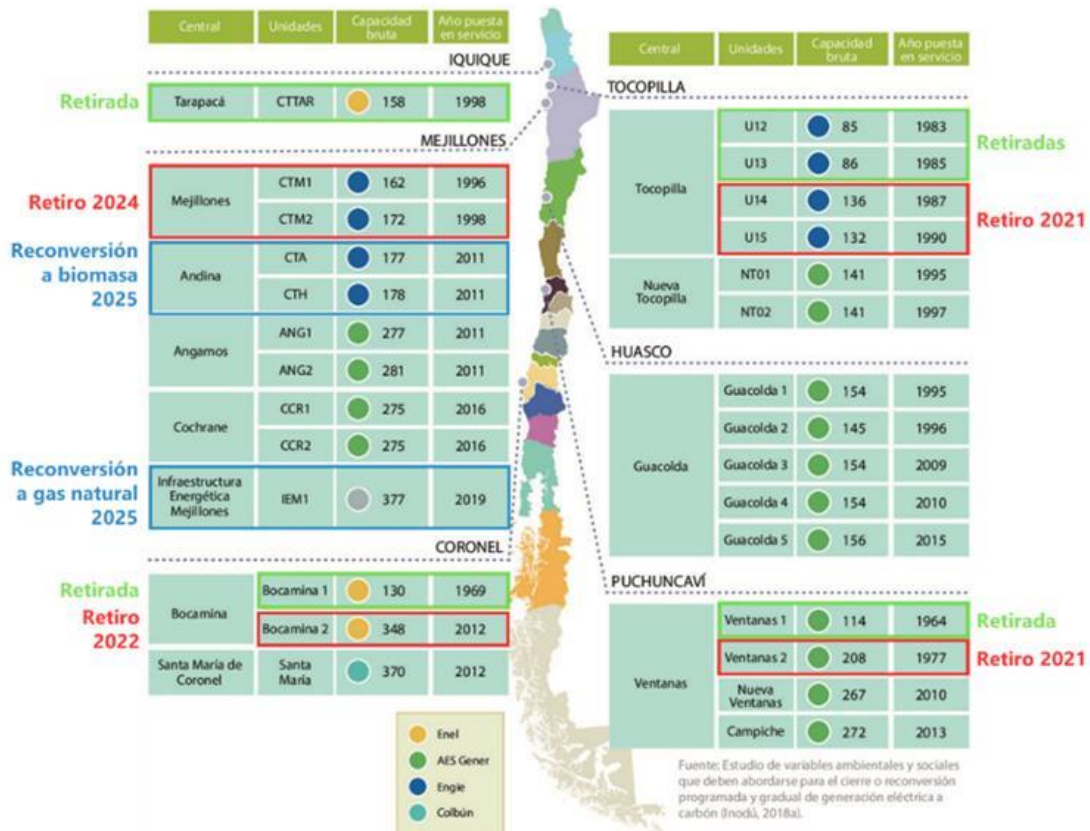 Central Unidades Capacidad bruta Año puesta en servicio
IQUIQUE
Retirada
Tarapacá CTTAR 158 1998
MEJILLONES
Retiro 2024
Mejillones
CTM1 162 1996
CTM2 172 1998
Reconversión
a biomasa
2025
Andina
CTA 177 2011
CTH 178 2011
Angamos
ANG1 277 2011
ANG2 281 2011
Cochrane
CCR1 275 2016
CCR2 275 2016
Reconversión
a gas natural
2025
Infraestructura
Energética
Mejillones
IEM1 377 2019
CORONEL
Retirada
Retiro
2022
Bocamina
Bocamina 1 130 1969
Bocamina 2 348 2012
Santa María de
Coronel
Santa
María
370 2012
Enel
AES Gener
Engie
Colbún
Central Unidades Capacidad bruta Año puesta en servicio
TOCOPILLA
Tocopilla
U12 85 1983
U13 86 1985
Retiradas
U14 136 1987
U15 132 1990
Retiro 2021
Nueva
Tocopilla
NT01 141 1995
NT02 141 1997
HUASCO
Guacolda
Guacolda 1 154 1995
Guacolda 2 145 1996
Guacolda 3 154 2009
Guacolda 4 154 2010
Guacolda 5 156 2015
PUCHUNCAVÍ
Ventanas
Ventanas 1 114 1964
Retirada
Ventanas 2 208 1977
Retiro 2021
Nueva
Ventanas
267 2010
Campiche 272 2013
Fuente: Estudio de variables ambientales y sociales
que deben abordarse para el cierre o reconversión
programada y gradual de generación eléctrica a
carbón (Inodú, 2018a).